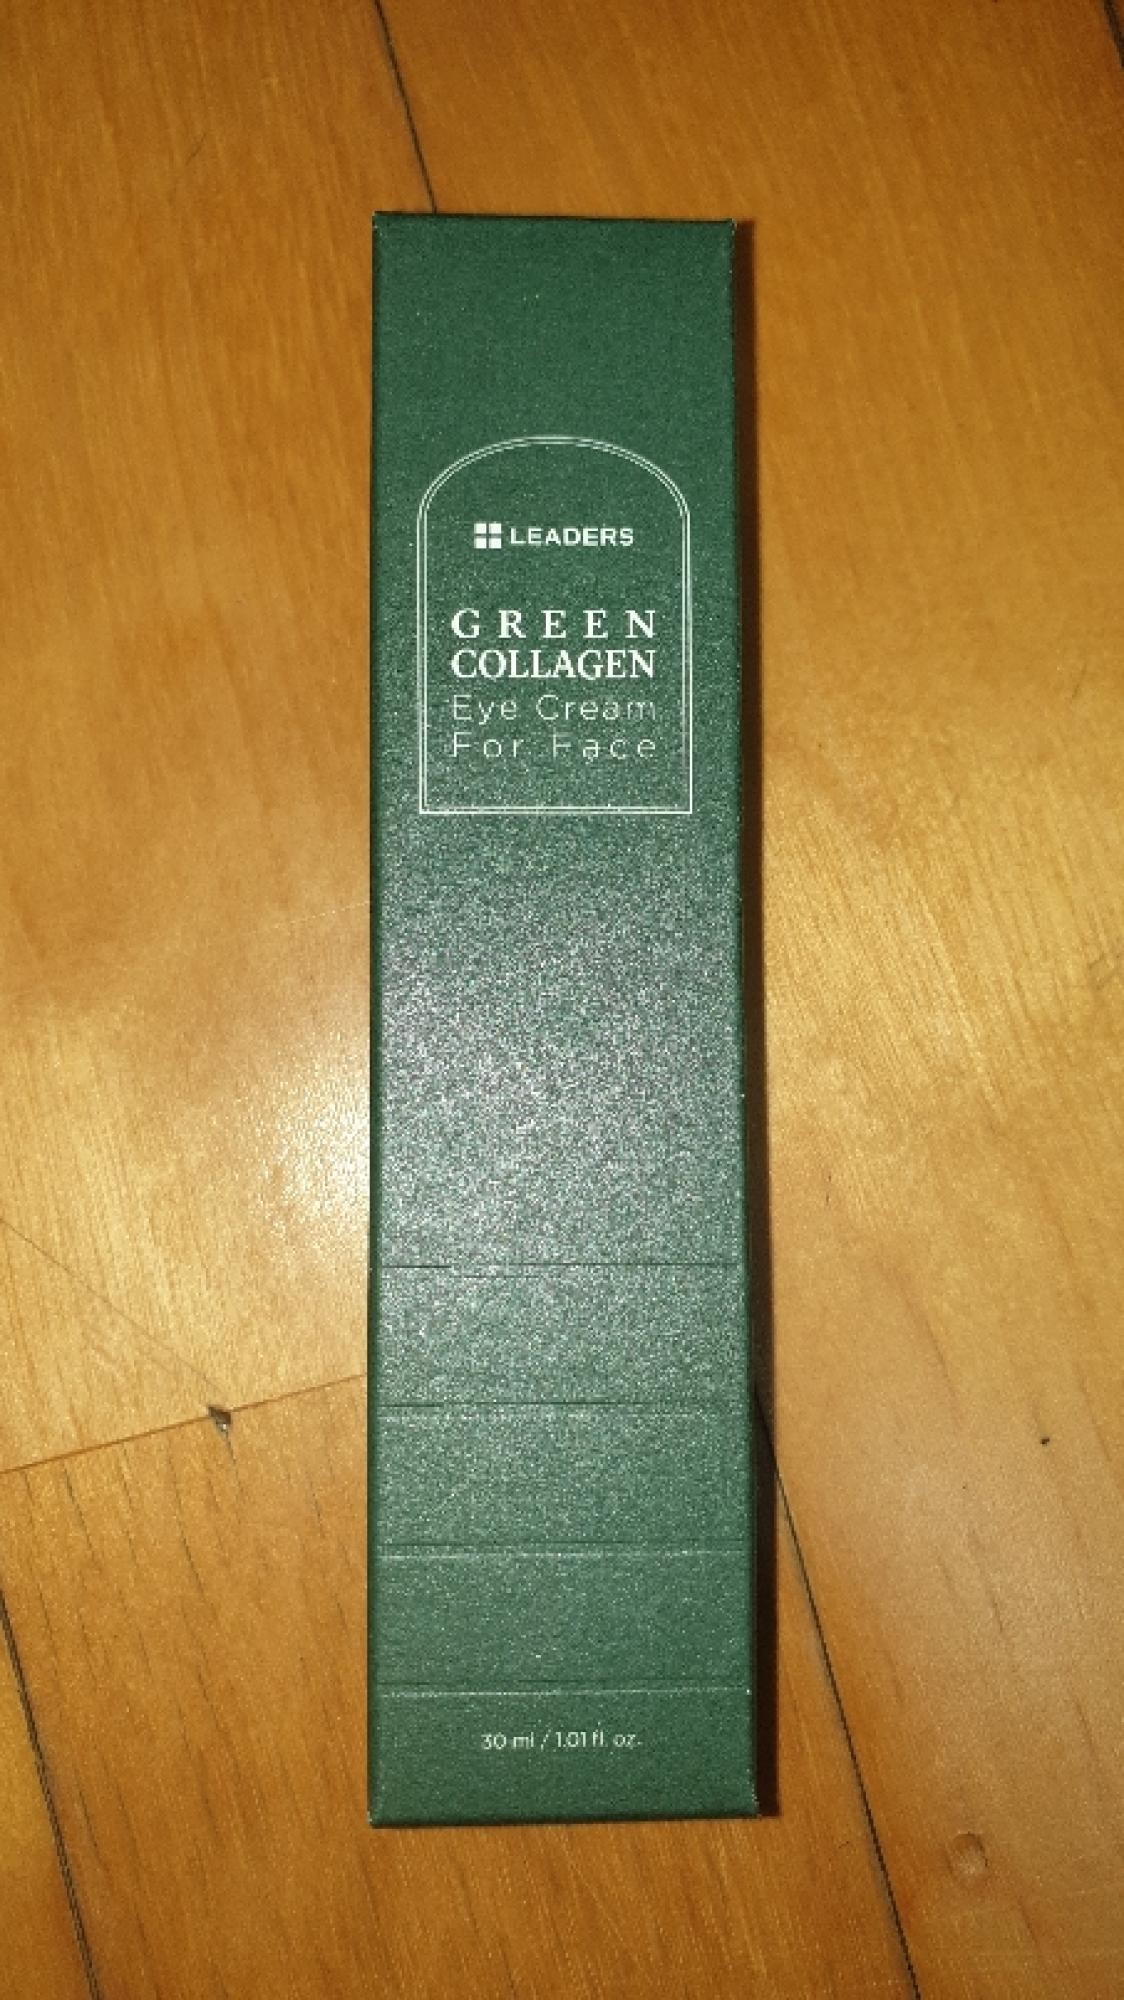 LEADERS
GREEN
COLLAGEN
Eye Cream
For Face
30 ml / 1.01 fl. oz.